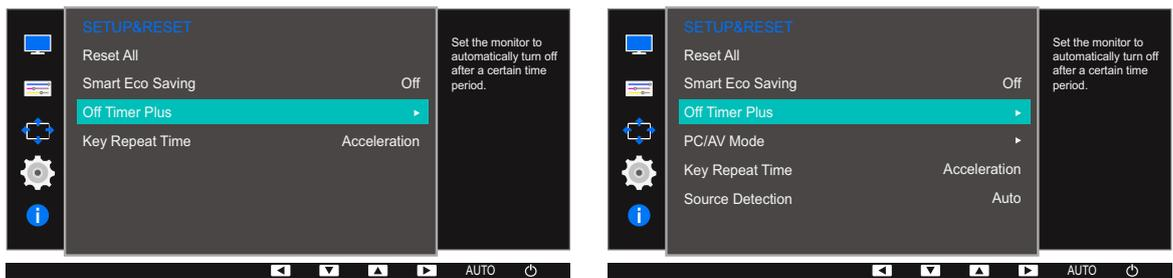 SETUP&RESET
Reset All
Smart Eco Saving Off
Off Timer Plus
Key Repeat Time Acceleration
Set the monitor to
automatically turn off
after a certain time
period.
AUTO
SETUP&RESET
Reset All
Smart Eco Saving Off
Off Timer Plus
PC/AV Mode
Key Repeat Time Acceleration
Source Detection Auto
Set the monitor to
automatically turn off
after a certain time
period.
AUTO